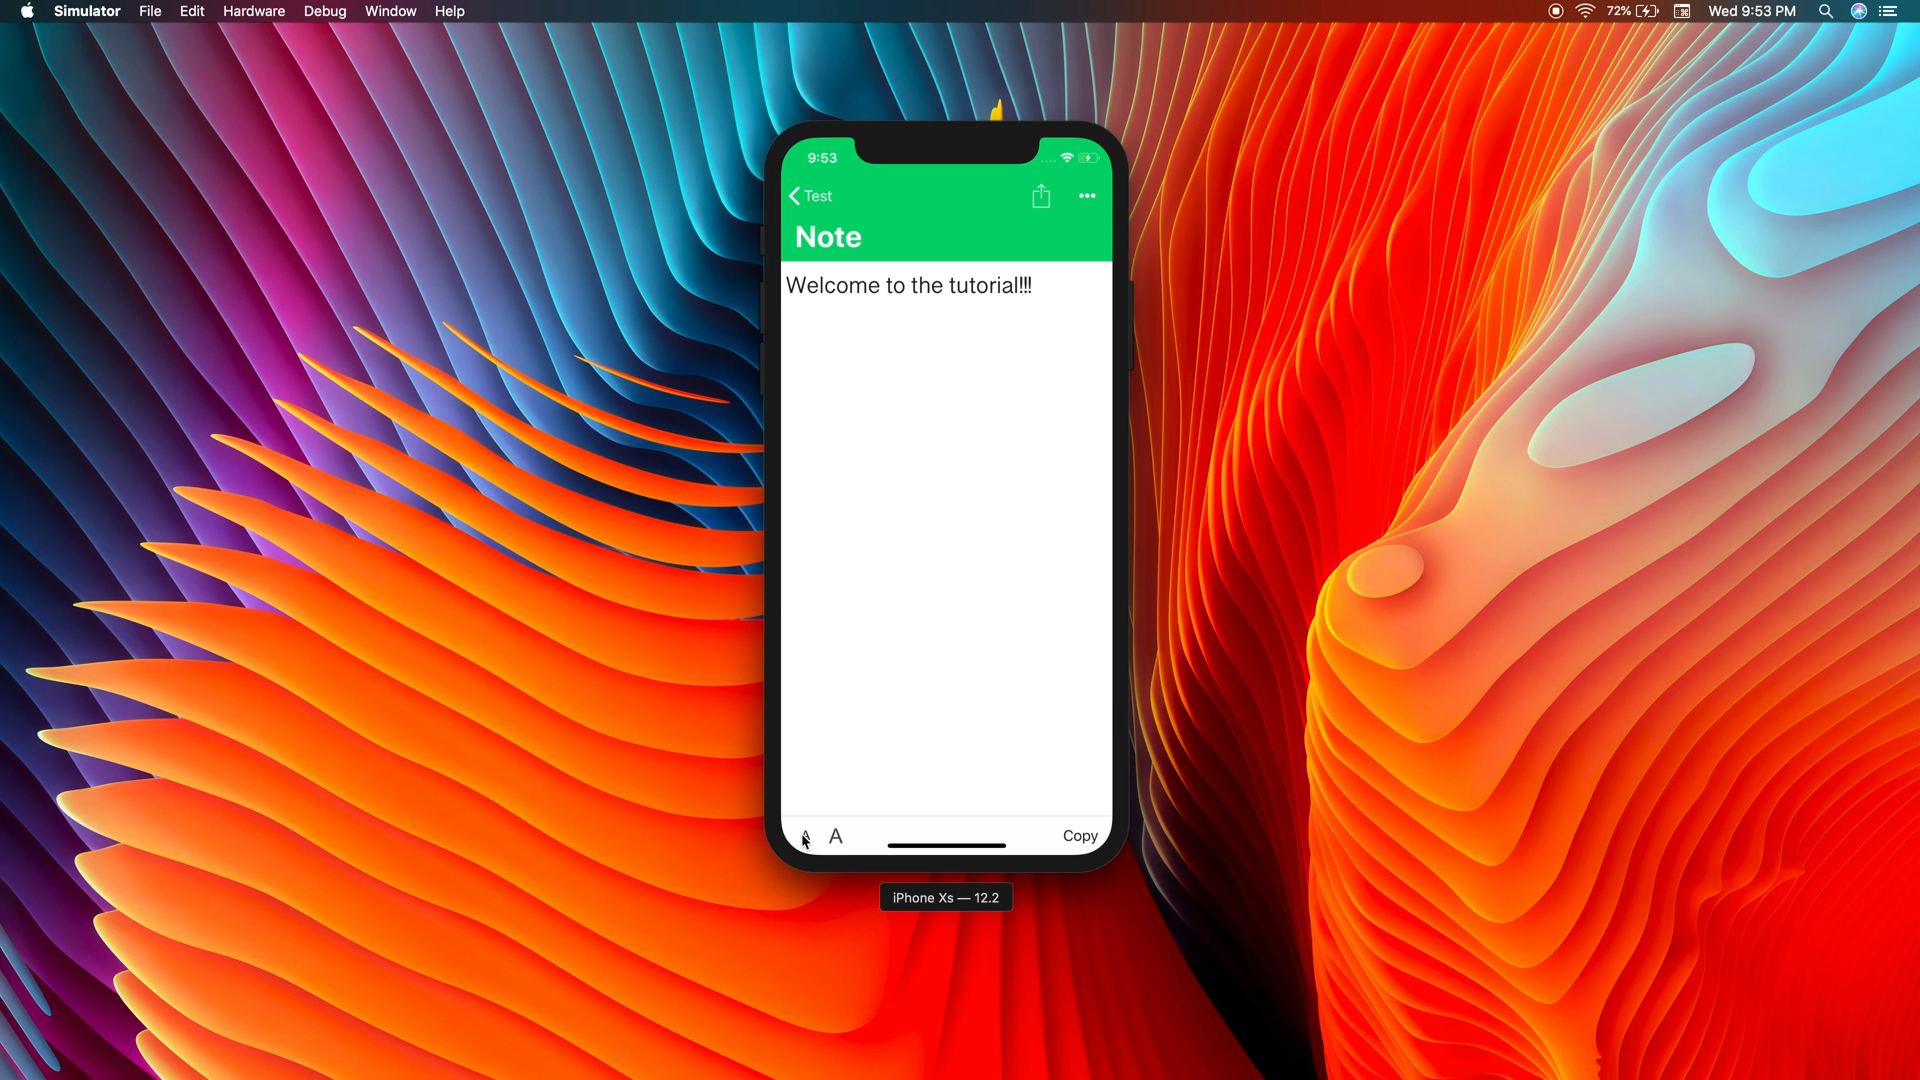 Simulator File Edit Hardware Debug Window Help 72% Wed 9:53 PM
9:53
Test
Note
Welcome to the tutorial!!!
A A Copy
iPhone Xs — 12.2